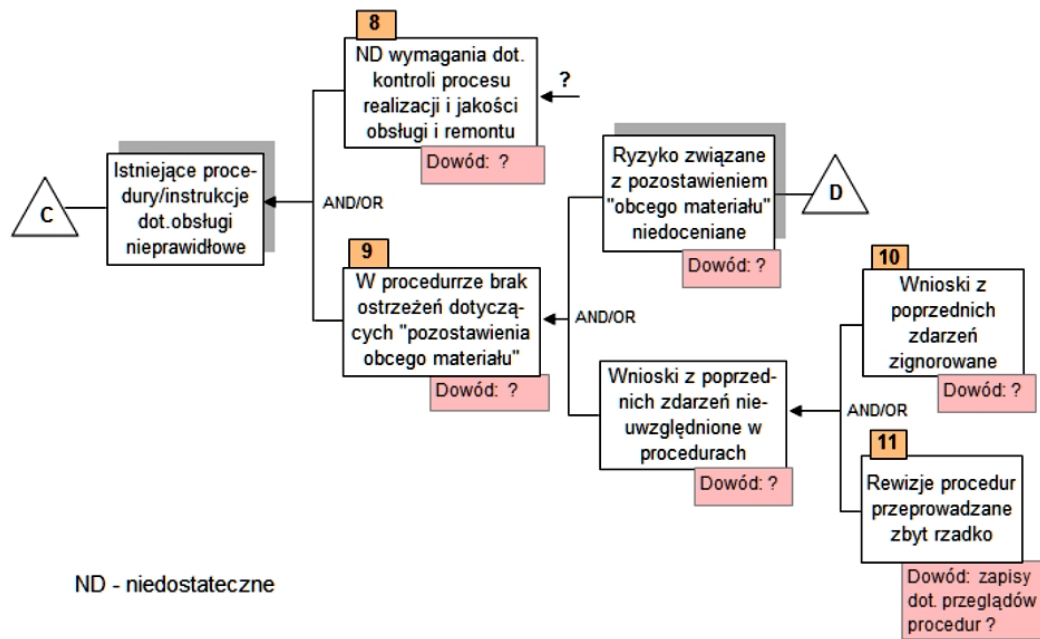 8
ND wymagania dot.
kontroli procesu
realizacji i jakości
obsługi i remontu
Dowód: ?
?
C
Istniejące proce-
dury/instrukcje
dot.obsługi
nieprawidłowe
AND/OR
9
W procedurrze brak
ostrzeżeń dotyczą-
cych "pozostawienia
obcego materiału"
Dowód: ?
Ryzyko związane
z pozostawieniem
"obcego materiału"
niedoceniane
Dowód: ?
D
AND/OR
Wnioski z poprzed-
nich zdarzeń nie-
uwzględnione w
procedurach
Dowód: ?
10
Wnioski z
poprzednich
zdarzeń
zignorowane
Dowód: ?
AND/OR
11
Rewizje procedur
przeprowadzane
zbyt rzadko
Dowód: zapisy
dot. przeglądów
procedur ?
ND - niedostateczne